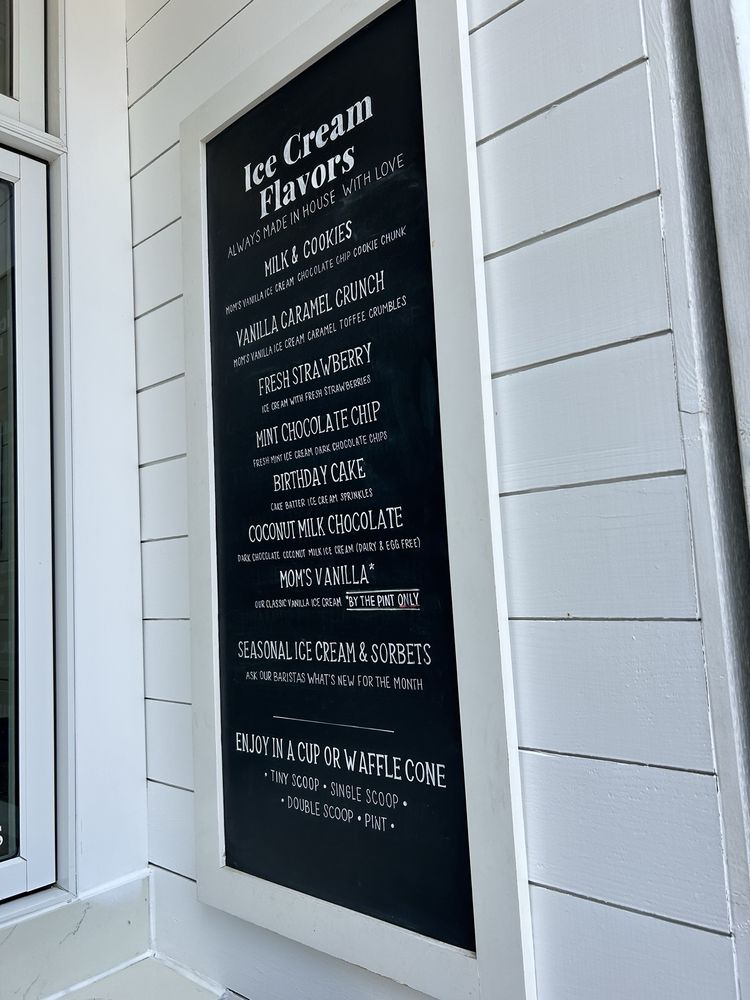 Ice Cream
Flavors
ALWAYS MADE IN HOUSE WITH LOVE
MILK & COOKIES
MOM'S VANILLA ICE CREAM CHOCOLATE CHIP COOKIE CHUNK
VANILLA CARAMEL CRUNCH
MOM'S VANILLA ICE CREAM CARAMEL TOFFEE CRUMBLES
FRESH STRAWBERRY
ICE CREAM WITH FRESH STRAWBERRIES
MINT CHOCOLATE CHIP
FRESH MINT ICE CREAM DARK CHOCOLATE CHIPS
BIRTHDAY CAKE
CAKE BATTER ICE CREAM SPRINKLES
COCONUT MILK CHOCOLATE
DARK CHOCOLATE COCONUT MILK ICE CREAM (DAIRY & EGG FREE)
MOM'S VANILLA*
OUR CLASSIC VANILLA ICE CREAM *BY THE PINT ONLY
SEASONAL ICE CREAM & SORBETS
ASK OUR BARISTAS WHAT'S NEW FOR THE MONTH
ENJOY IN A CUP OR WAFFLE CONE
• TINY SCOOP • SINGLE SCOOP •
• DOUBLE SCOOP • PINT •